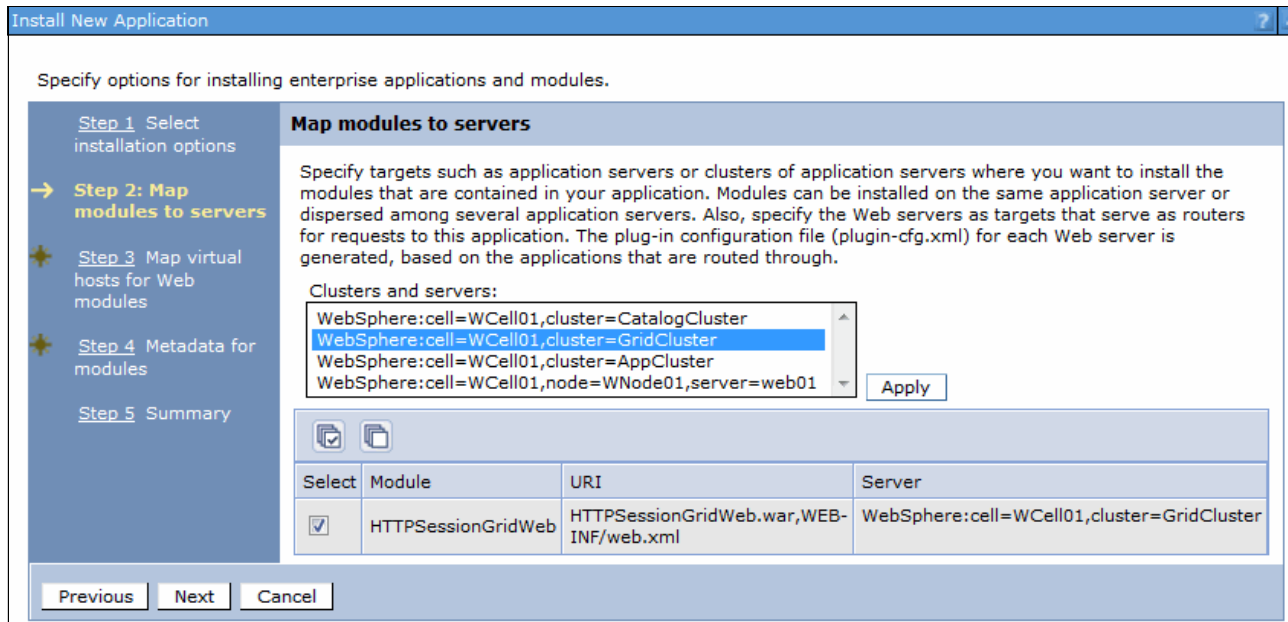 Install New Application
?
Specify options for installing enterprise applications and modules.
Step 1 Select
installation options
Step 2: Map
modules to servers
Step 3 Map virtual
hosts for Web
modules
Step 4 Metadata for
modules
Step 5 Summary
Map modules to servers
Specify targets such as application servers or clusters of application servers where you want to install the
modules that are contained in your application. Modules can be installed on the same application server or
dispersed among several application servers. Also, specify the Web servers as targets that serve as routers
for requests to this application. The plug-in configuration file (plugin-cfg.xml) for each Web server is
generated, based on the applications that are routed through.
Clusters and servers:
WebSphere:cell=WCell01,cluster=CatalogCluster
WebSphere:cell=WCell01,cluster=GridCluster
WebSphere:cell=WCell01,cluster=AppCluster
WebSphere:cell=WCell01,node=WNode01,server=web01
Apply
Select Module URI Server
HTTPSessionGridWeb HTTPSessionGridWeb.war,WEB- WebSphere:cell=WCell01,cluster=GridCluster
INF/web.xml
Previous Next Cancel